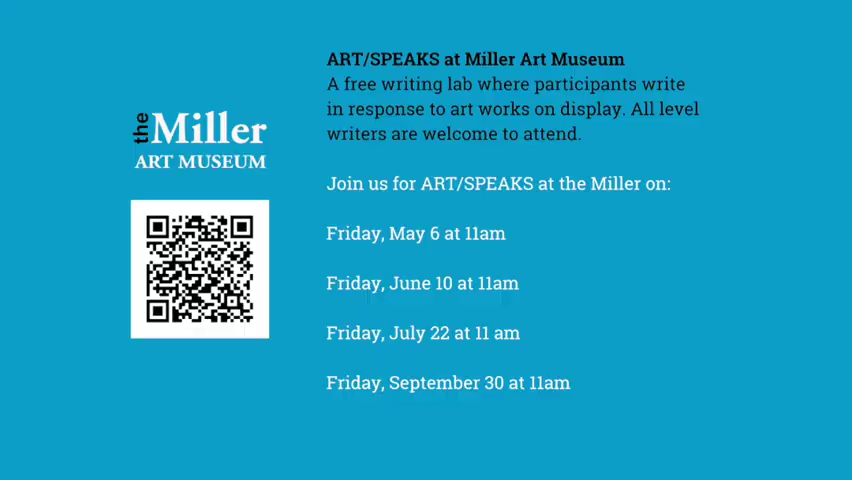 the Miller
ART MUSEUM
ART/SPEAKS at Miller Art Museum
A free writing lab where participants write
in response to art works on display. All level
writers are welcome to attend.
Join us for ART/SPEAKS at the Miller on:
Friday, May 6 at 11am
Friday, June 10 at 11am
Friday, July 22 at 11 am
Friday, September 30 at 11am